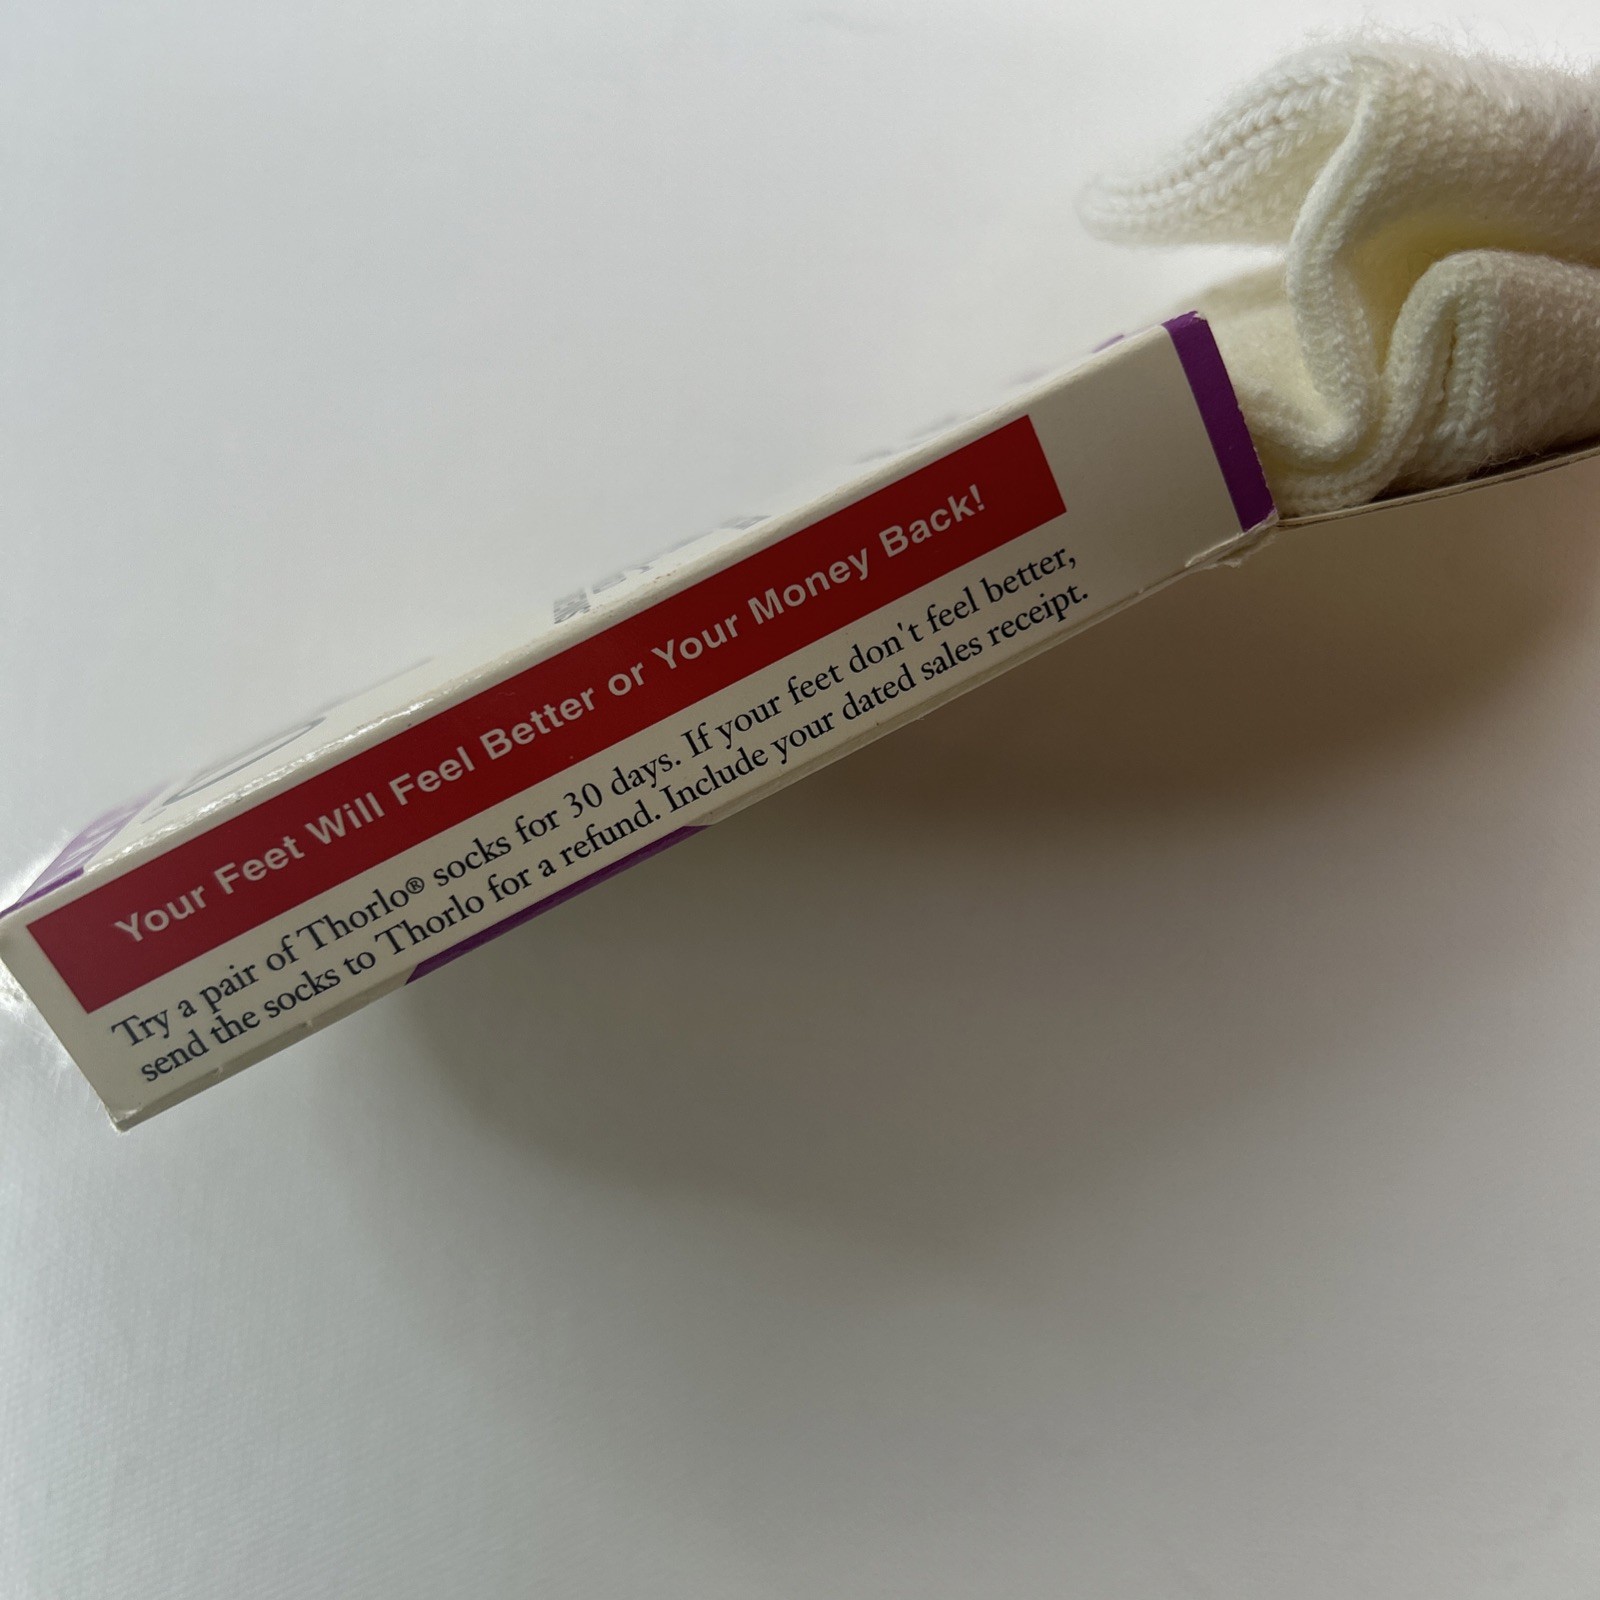 Your Feet Will Feel Better or Your Money Back!
Try a pair of Thorlo® socks for 30 days. If your feet don't feel better,
send the socks to Thorlo for a refund. Include your dated sales receipt.